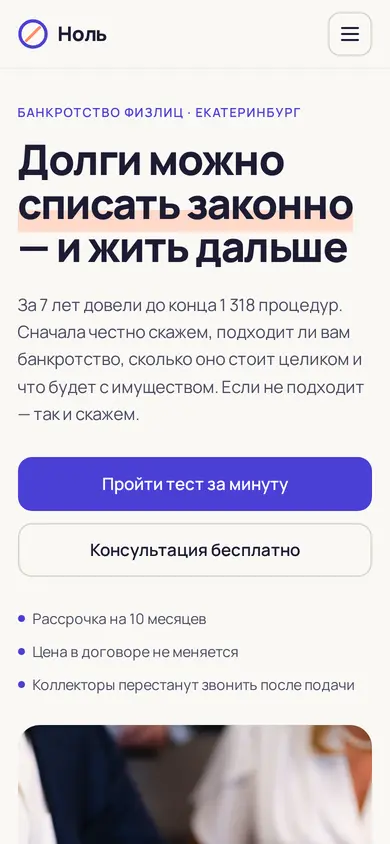 Ноль
БАНКРОТСТВО ФИЗЛИЦ · ЕКАТЕРИНБУРГ
Долги можно
списать законно
— и жить дальше
За 7 лет довели до конца 1 318 процедур.
Сначала честно скажем, подходит ли вам
банкротство, сколько оно стоит целиком и
что будет с имуществом. Если не подходит
— так и скажем.
Пройти тест за минуту
Консультация бесплатно
Рассрочка на 10 месяцев
Цена в договоре не меняется
Коллекторы перестанут звонить после подачи